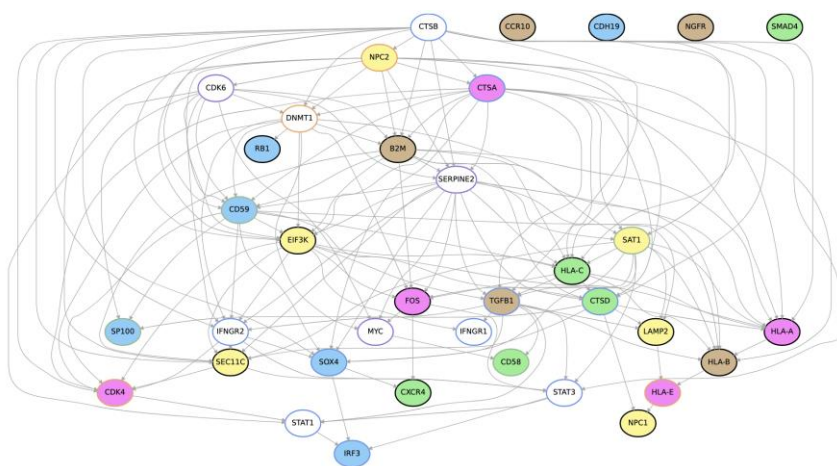 CTSB
CCR10
CDH19
NGFR
SMAD4
NPC2
CDK6
CTSA
DNMT1
RB1
B2M
SERPINE2
CD59
EIF3K
SAT1
HLA-C
FOS
TGFB1
CTSD
SP100
IFNGR2
MYC
IFNGR1
LAMP2
HLA-A
SEC11C
SOX4
CD58
HLA-B
CDK4
CXCR4
STAT3
HLA-E
STAT1
NPC1
IRF3